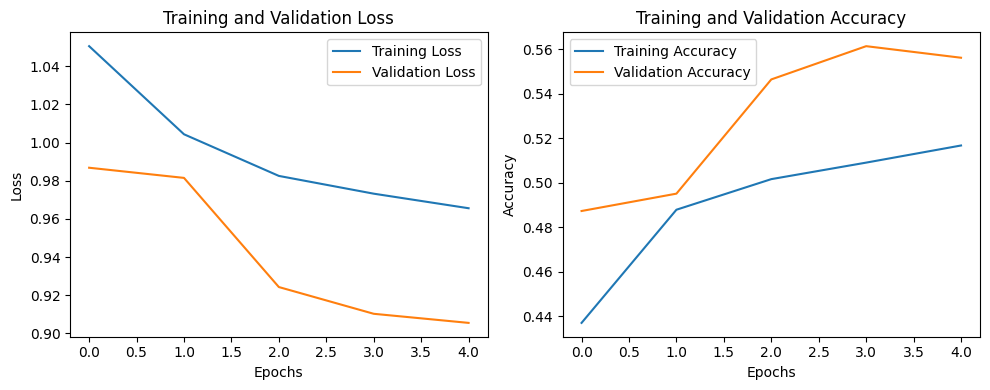 Training and Validation Loss
Training Loss
Validation Loss
1.04
1.02
1.00
0.98
0.96
0.94
0.92
0.90
Loss
0.0 0.5 1.0 1.5 2.0 2.5 3.0 3.5 4.0
Epochs
Training and Validation Accuracy
Training Accuracy
Validation Accuracy
0.56
0.54
0.52
0.50
0.48
0.46
0.44
Accuracy
0.0 0.5 1.0 1.5 2.0 2.5 3.0 3.5 4.0
Epochs